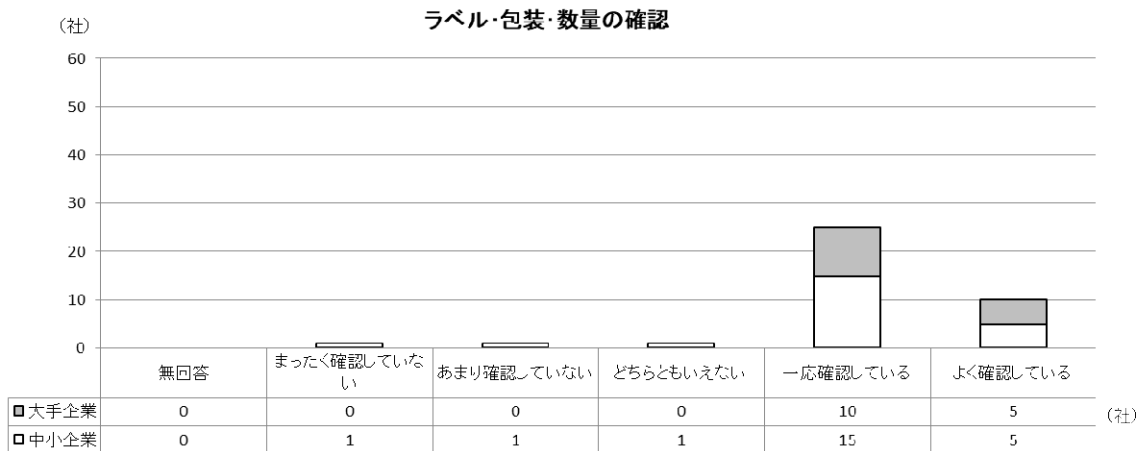 ラベル･包装･数量の確認
（社）
60
50
40
30
20
10
0
無回答
まったく確認していな
い
あまり確認していない
どちらともいえない
一応確認している
よく確認している
大手企業 0 0 0 0 10 5 （社）
中小企業 0 1 1 1 15 5